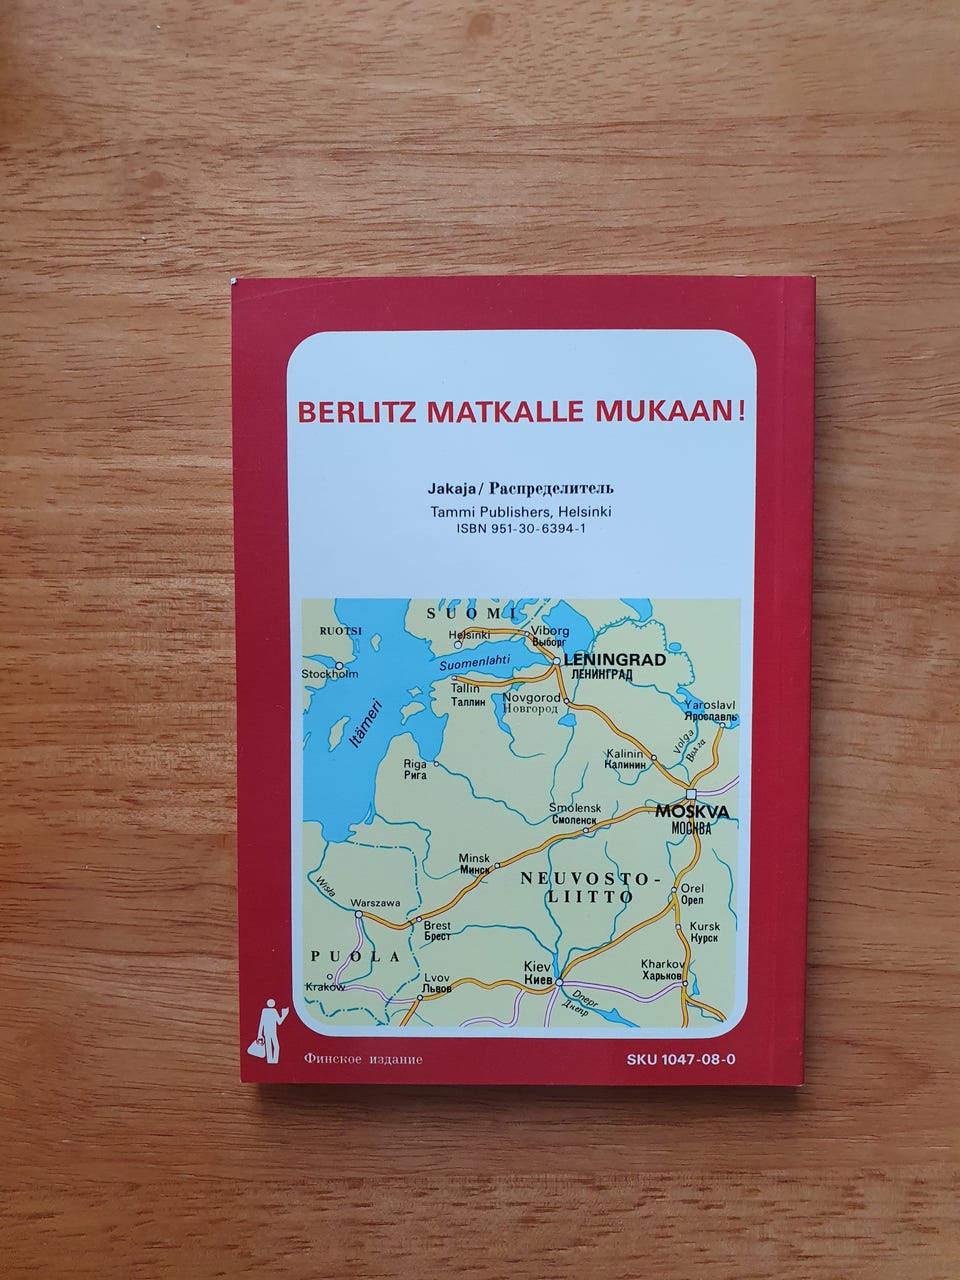 BERLITZ MATKALLE MUKAAN!
Jakaja/ Распределитель
Tammi Publishers, Helsinki
ISBN 951-30-6394-1
SUOMI
RUOTSI
Helsinki
Viborg
Выборг
Stockholm
Suomenlahti
LENINGRAD
ЛЕНИНГРАД
Tallin
Таллин
Novgorod
Новгород
Yaroslavl
Ярославль
Itämeri
Volga
Волга
Riga
Рига
Kalinin
Калинин
Smolensk
Смоленск
MOSKVA
МОСКВА
Minsk
Минск
NEUVOSTO-
LIITTO
Wisła
Orel
Орел
Warszawa
Brest
Брест
Kursk
Курск
PUOLA
Kiev
Киев
Kharkov
Харьков
Kraków
Lvov
Львов
Dnepr
Днепр
Финское издание
SKU 1047-08-0